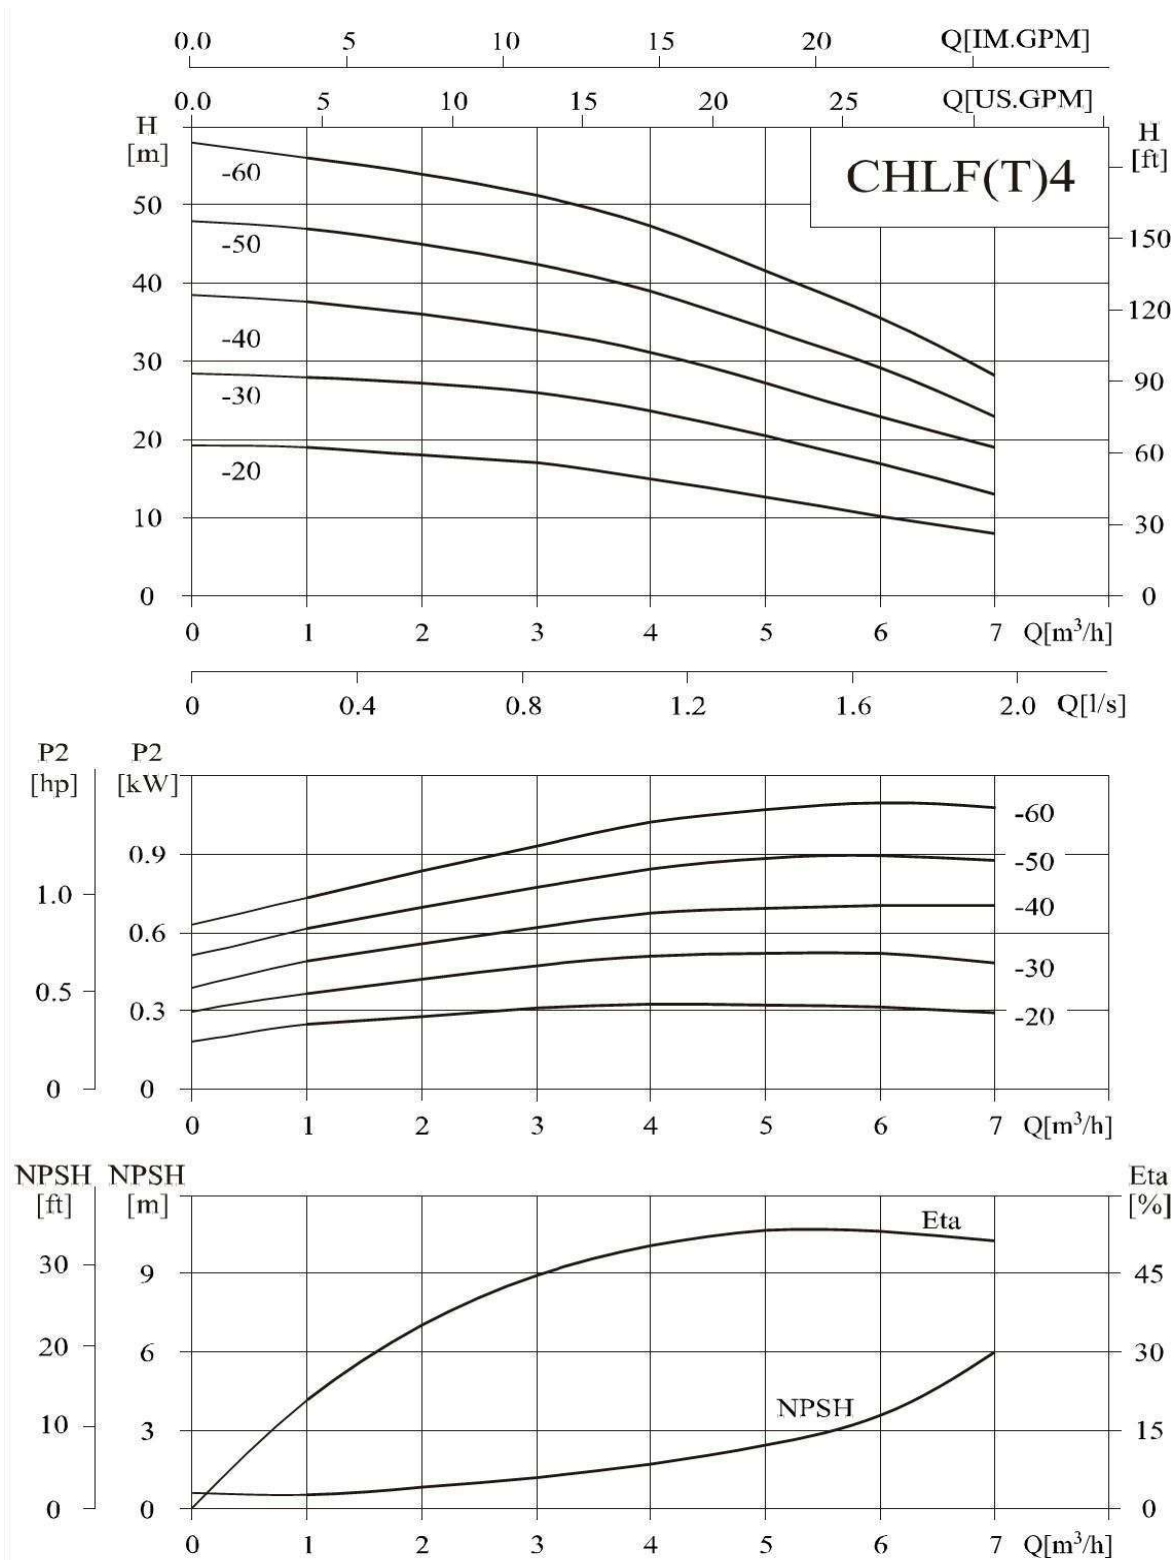 0.0 5 10 15 20 Q[IM.GPM]
0.0 5 10 15 20 25 Q[US.GPM]
H
[m]
H
[ft]
CHLF(T)4
-60
50
-50
150
40
120
-40
30
90
-30
20
60
-20
10
30
0
0
0 1 2 3 4 5 6 7 Q[m³/h]
0 0.4 0.8 1.2 1.6 2.0 Q[l/s]
P2
[hp]
P2
[kW]
-60
0.9
-50
1.0
-40
0.6
-30
0.5
0.3
-20
0
0
0 1 2 3 4 5 6 7 Q[m³/h]
NPSH
[ft]
NPSH
[m]
Eta
[%]
Eta
30
9
45
20
6
30
NPSH
10
3
15
0
0
0
0 1 2 3 4 5 6 7 Q[m³/h]